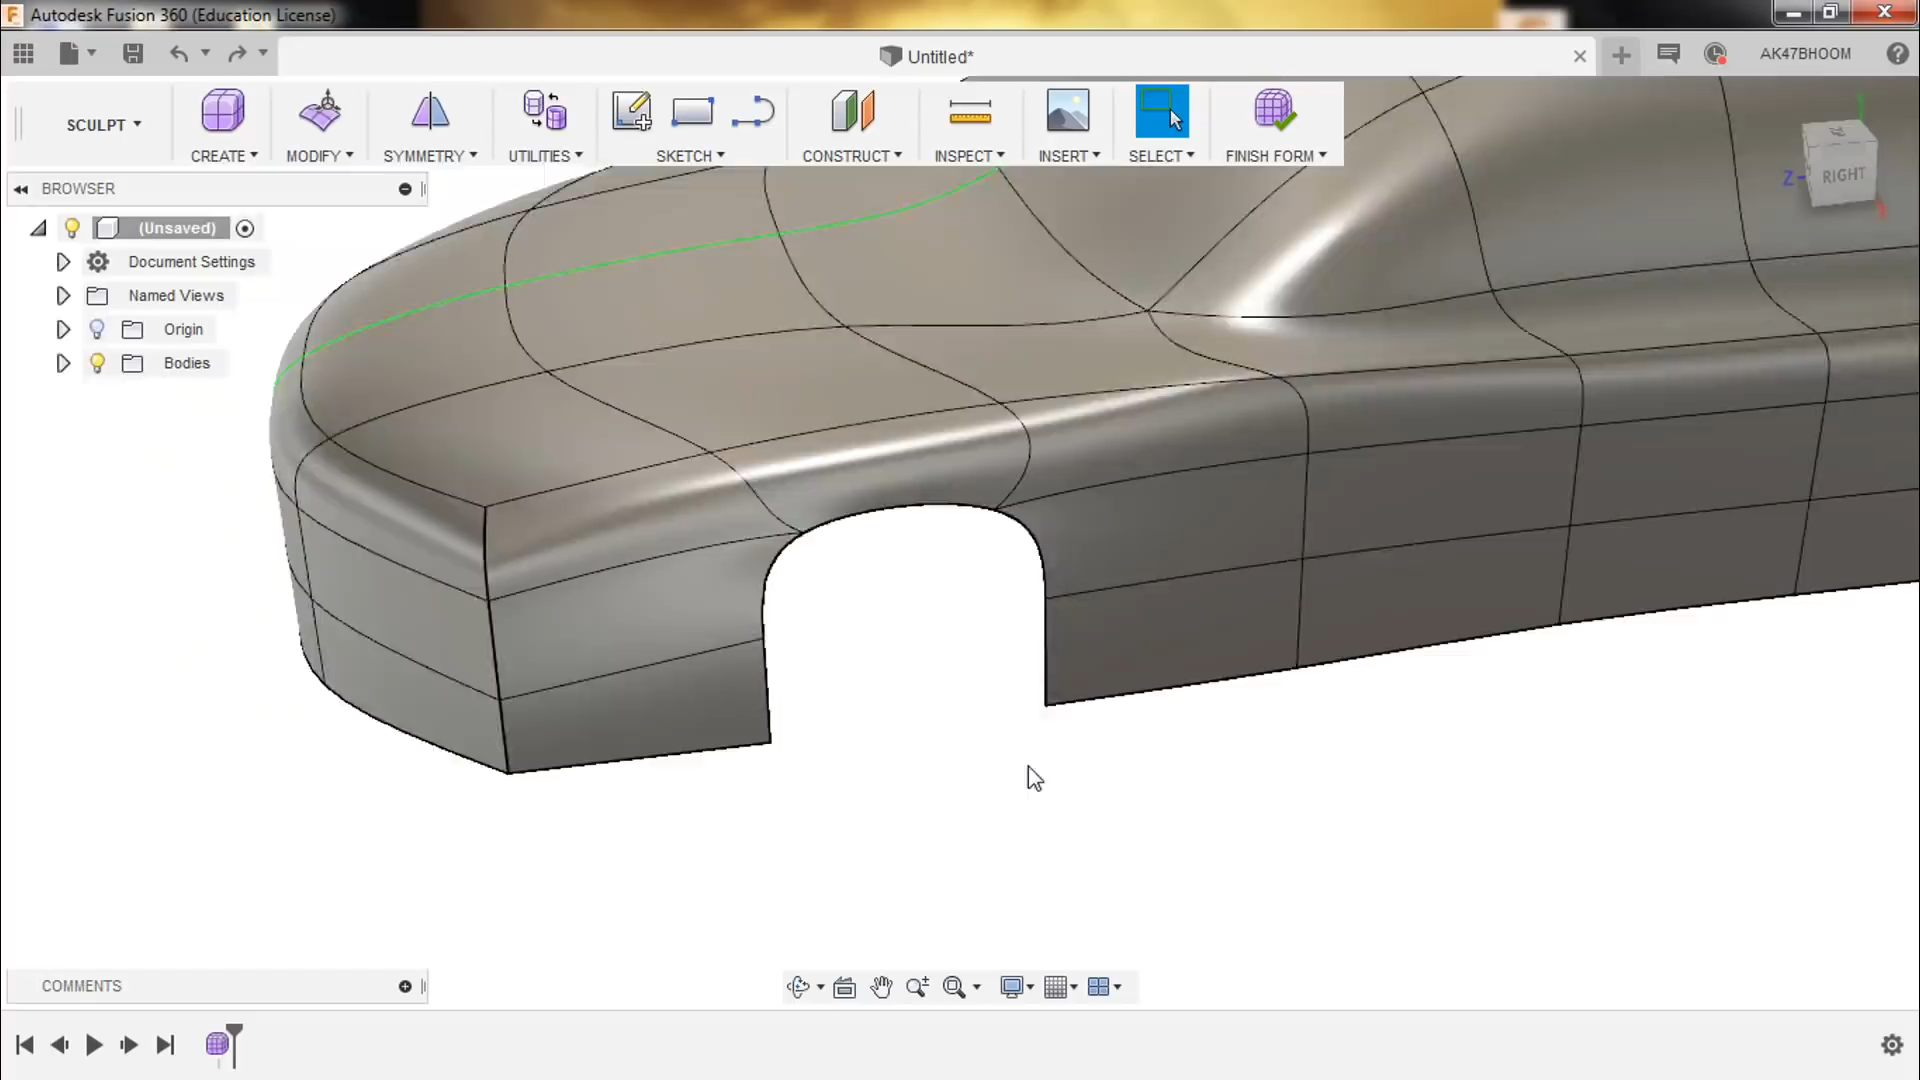 Autodesk Fusion 360 (Education License)
Untitled*
AK47BHOOM
SCULPT
CREATE
MODIFY
SYMMETRY
UTILITIES
SKETCH
CONSTRUCT
INSPECT
INSERT
SELECT
FINISH FORM
BROWSER
(Unsaved)
Document Settings
Named Views
Origin
Bodies
Z
RIGHT
COMMENTS